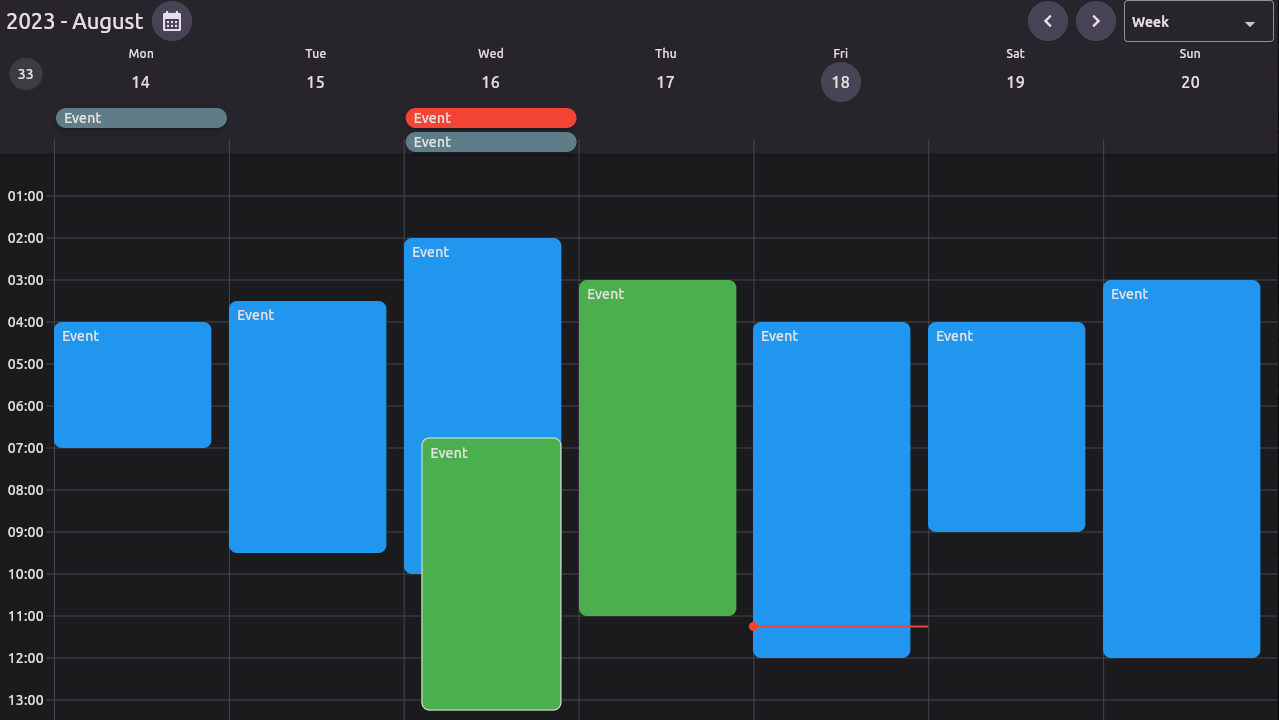 2023 - August
Week
Mon Tue Wed Thu Fri Sat Sun
33
14 15 16 17 18 19 20
Event Event
Event
01:00
02:00
Event
03:00
Event Event
Event
04:00
Event Event Event
05:00
06:00
07:00
Event
08:00
09:00
10:00
11:00
12:00
13:00